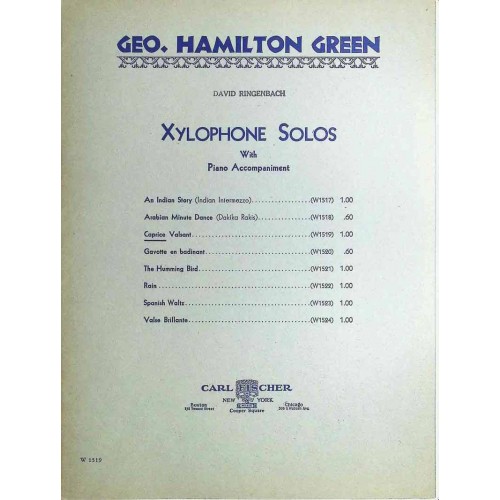 GEO. HAMILTON GREEN
DAVID RINGENBACH
XYLOPHONE SOLOS
With
Piano Accompaniment
An Indian Story (Indian Intermezzo) (W1517) 1.00
Arabian Minute Dance (Dakika Rakis) (W1518) .60
Caprice Valsant (W1519) 1.00
Gavotte en badinant (W1520) .60
The Humming Bird (W1521) 1.00
Rain (W1522) 1.00
Spanish Waltz (W1523) 1.00
Valse Brillante (W1524) 1.00
CARL FISCHER
NEW YORK
Boston
Cooper Square
Chicago
W 1519